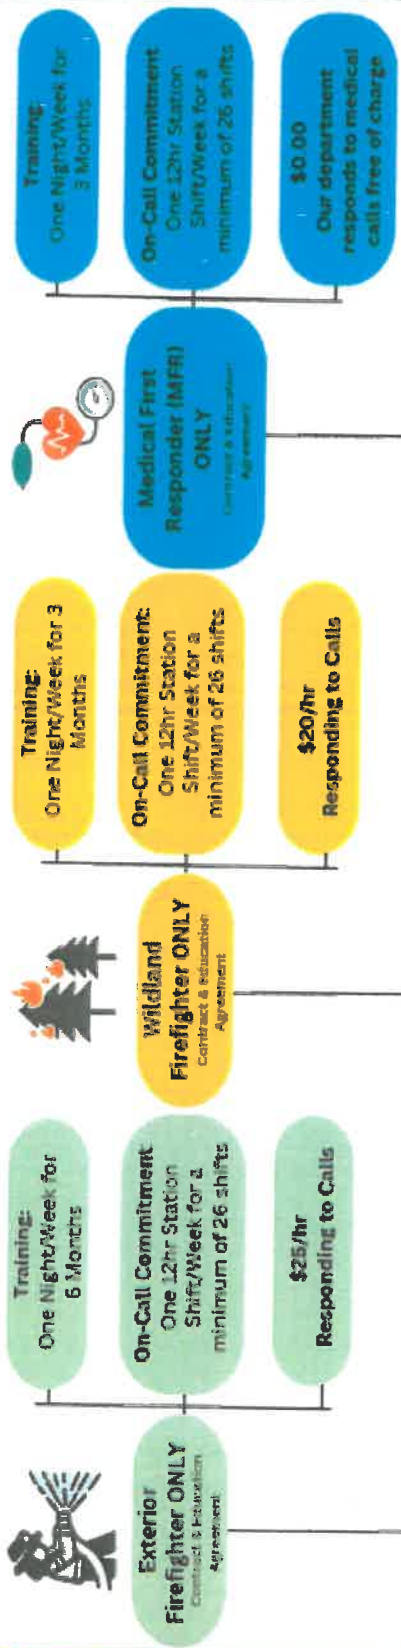 Exterior
Firefighter ONLY
Contract & Education
Agreement
Training:
One Night/Week for
6 Months
On-Call Commitment
One 12hr Station
Shift/Week for a
minimum of 26 shifts
$25/hr
Responding to Calls
Wildland
Firefighter ONLY
Contract & Education
Agreement
Training:
One Night/Week for 3
Months
On-Call Commitment:
One 12hr Station
Shift/Week for a
minimum of 26 shifts
$20/hr
Responding to Calls
Medical First
Responder (MFR)
ONLY
Contract & Education
Agreement
Training:
One Night/Week for
3 Months
On-Call Commitment
One 12hr Station
Shift/Week for a
minimum of 26 shifts
$0.00
Our department
responds to medical
calls free of charge